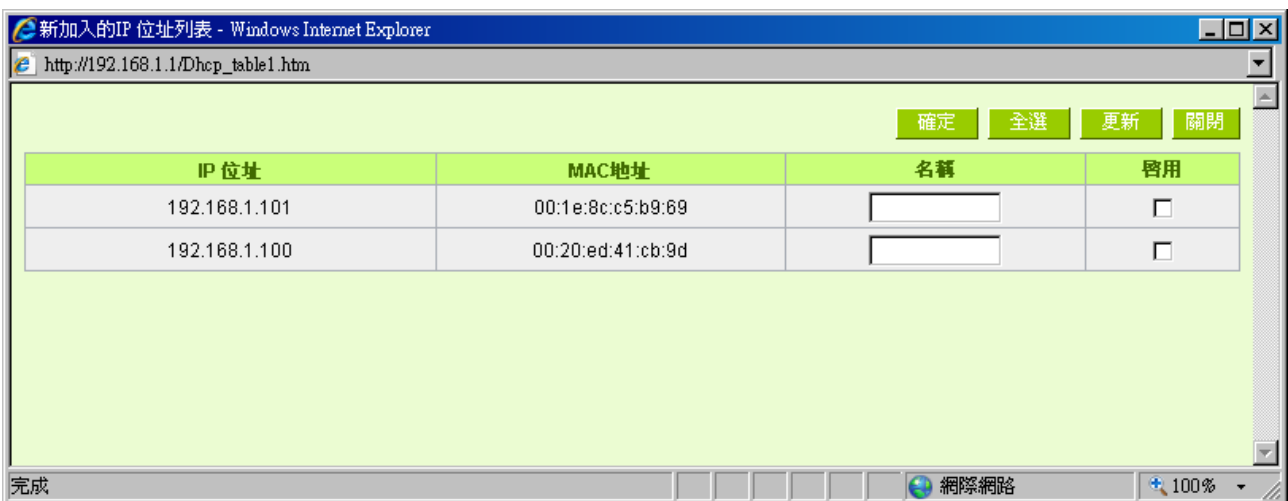 新加入的IP 位址列表 - Windows Internet Explorer
http://192.168.1.1/Dhcp_table1.htm
確定 全選 更新 關閉
IP 位址 MAC地址 名稱 啓用
192.168.1.101 00:1e:8c:c5:b9:69
192.168.1.100 00:20:ed:41:cb:9d
完成 網際網路 100%